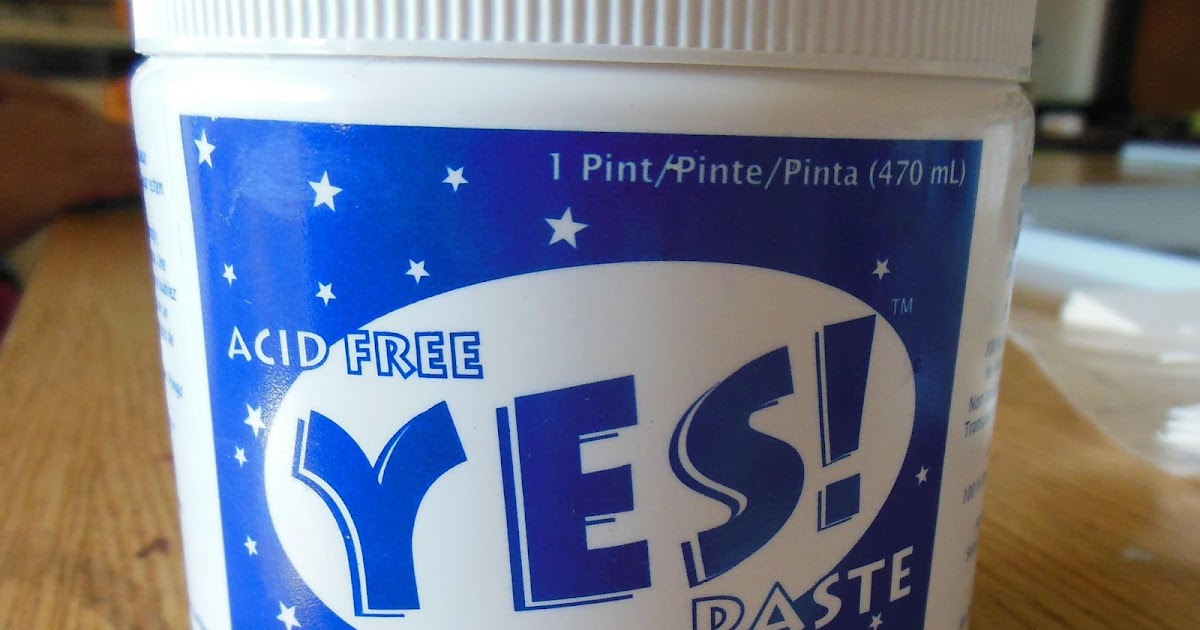 1 Pint/Pinte/Pinta (470 mL)
ACID FREE
YES!™
PASTE